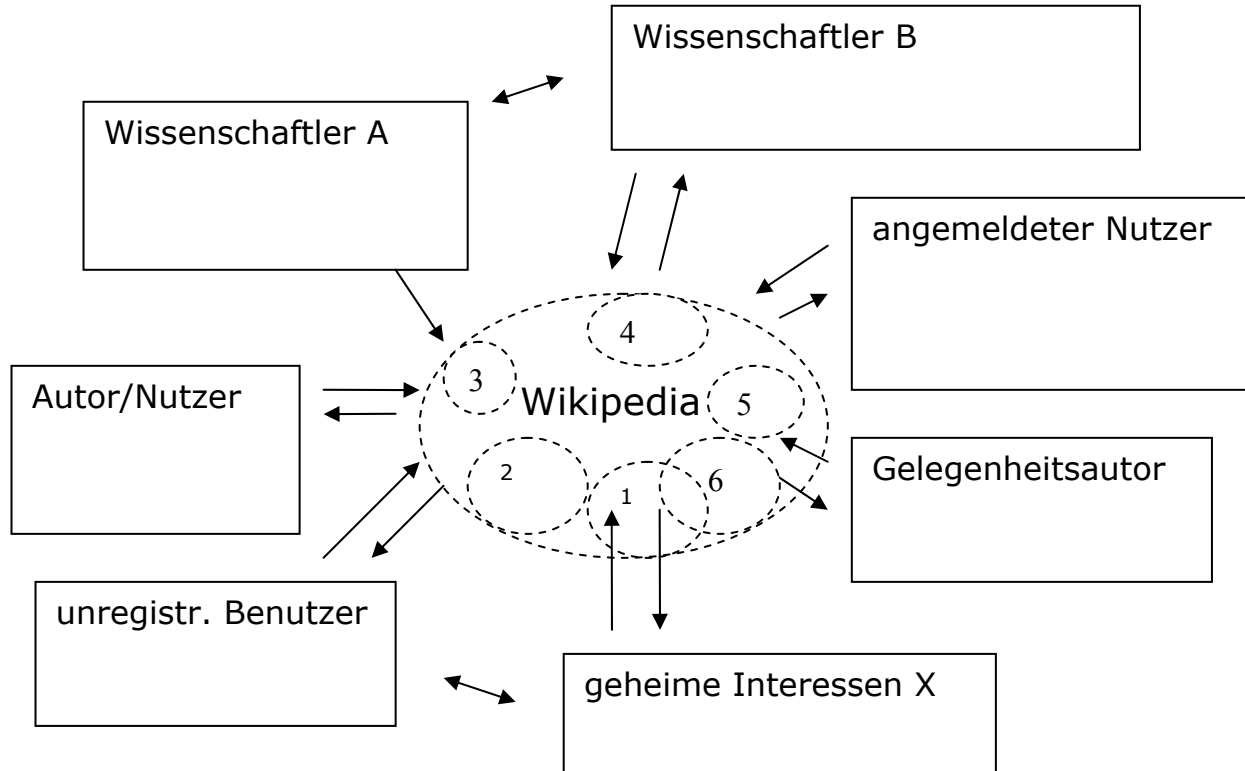 Wissenschaftler B
Wissenschaftler A
angemeldeter Nutzer
4
3
Autor/Nutzer
Wikipedia
5
2
1
6
Gelegenheitsautor
unregistr. Benutzer
geheime Interessen X